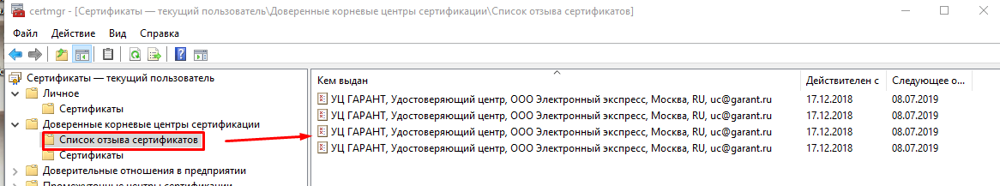 certmgr - [Сертификаты — текущий пользователь\Доверенные корневые центры сертификации\Список отзыва сертификатов]
Файл Действие Вид Справка
Сертификаты — текущий пользователь
Личное
Сертификаты
Доверенные корневые центры сертификации
Список отзыва сертификатов
Сертификаты
Доверительные отношения в предприятии
Промежуточные центры сертификации
Кем выдан Действителен с Следующее о...
УЦ ГАРАНТ, Удостоверяющий центр, ООО Электронный экспресс, Москва, RU, uc@garant.ru 17.12.2018 08.07.2019
УЦ ГАРАНТ, Удостоверяющий центр, ООО Электронный экспресс, Москва, RU, uc@garant.ru 17.12.2018 08.07.2019
УЦ ГАРАНТ, Удостоверяющий центр, ООО Электронный экспресс, Москва, RU, uc@garant.ru 17.12.2018 08.07.2019
УЦ ГАРАНТ, Удостоверяющий центр, ООО Электронный экспресс, Москва, RU, uc@garant.ru 17.12.2018 08.07.2019